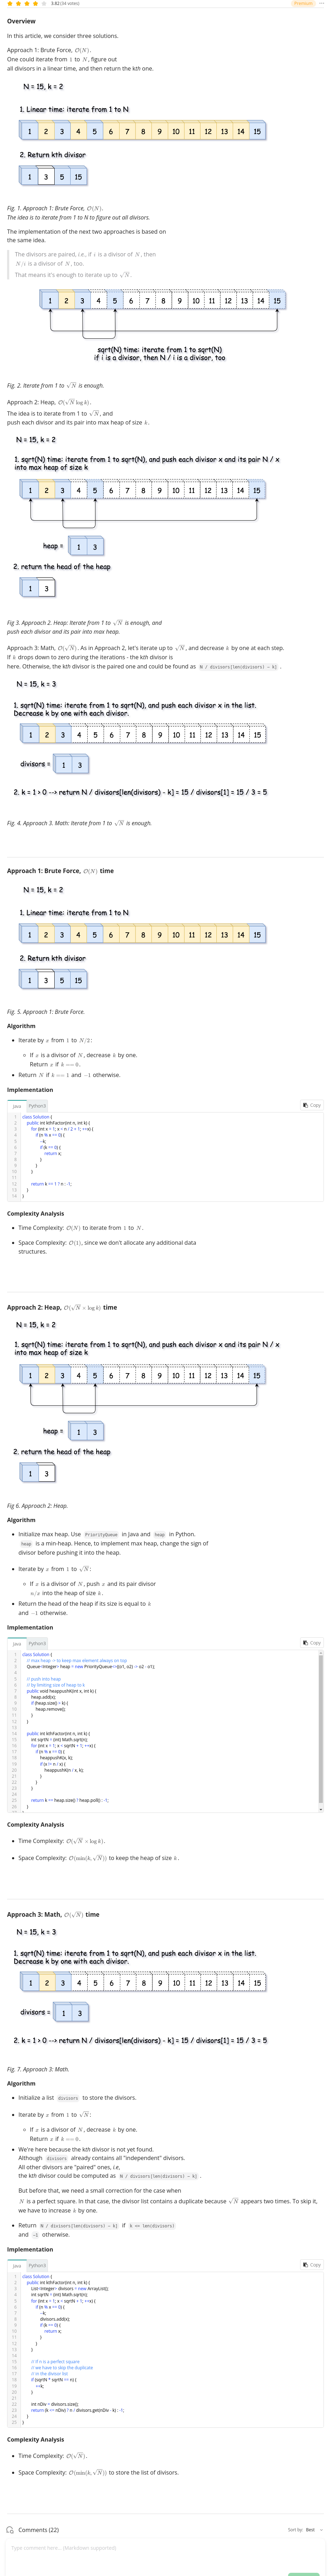 3.82 (34 votes)
Premium
Overview
In this article, we consider three solutions.
Approach 1: Brute Force, O(N).
One could iterate from 1 to N, figure out
all divisors in a linear time, and then return the kth one.
N = 15, k = 2
1. Linear time: iterate from 1 to N
1 2 3 4 5 6 7 8 9 10 11 12 13 14 15
2. Return kth divisor
1 3 5 15
Fig. 1. Approach 1: Brute Force, O(N).
The idea is to iterate from 1 to N to figure out all divisors.
The implementation of the next two approaches is based on
the same idea.
The divisors are paired, i.e., if i is a divisor of N, then
N/i is a divisor of N, too.
That means it's enough to iterate up to √N.
1 2 3 4 5 6 7 8 9 10 11 12 13 14 15
sqrt(N) time: iterate from 1 to sqrt(N)
if i is a divisor, then N / i is a divisor, too
Fig. 2. Iterate from 1 to √N is enough.
Approach 2: Heap, O(√N log k).
The idea is to iterate from 1 to √N, and
push each divisor and its pair into max heap of size k.
N = 15, k = 2
1. sqrt(N) time: iterate from 1 to sqrt(N), and push each divisor x and its pair N / x
into max heap of size k
1 2 3 4 5 6 7 8 9 10 11 12 13 14 15
heap = 1 3
2. return the head of the heap
1 3
Fig 3. Approach 2. Heap: Iterate from 1 to √N is enough, and
push each divisor and its pair into max heap.
Approach 3: Math, O(√N). As in Approach 2, let's iterate up to √N, and decrease k by one at each step.
If k drops down to zero during the iterations - the kth divisor is
here. Otherwise, the kth divisor is the paired one and could be found as N / divisors[len(divisors) - k] .
N = 15, k = 3
1. sqrt(N) time: iterate from 1 to sqrt(N), and push each divisor x in the list.
Decrease k by one with each divisor.
1 2 3 4 5 6 7 8 9 10 11 12 13 14 15
divisors = 1 3
2. k = 1 > 0 --> return N / divisors[len(divisors) - k] = 15 / divisors[1] = 15 / 3 = 5
Fig. 4. Approach 3. Math: Iterate from 1 to √N is enough.
Approach 1: Brute Force, O(N) time
N = 15, k = 2
1. Linear time: iterate from 1 to N
1 2 3 4 5 6 7 8 9 10 11 12 13 14 15
2. Return kth divisor
1 3 5 15
Fig. 5. Approach 1: Brute Force.
Algorithm
• Iterate by x from 1 to N/2:
○ If x is a divisor of N, decrease k by one.
Return x if k == 0.
• Return N if k == 1 and -1 otherwise.
Implementation
Java Python3 Copy
1 class Solution {
2 public int kthFactor(int n, int k) {
3 for (int x = 1; x < n / 2 + 1; ++x) {
4 if (n % x == 0) {
5 --k;
6 if (k == 0) {
7 return x;
8 }
9 }
10 }
11
12 return k == 1 ? n : -1;
13 }
14 }
Complexity Analysis
• Time Complexity: O(N) to iterate from 1 to N.
• Space Complexity: O(1), since we don't allocate any additional data
structures.
Approach 2: Heap, O(√N × log k) time
N = 15, k = 2
1. sqrt(N) time: iterate from 1 to sqrt(N), and push each divisor x and its pair N / x
into max heap of size k
1 2 3 4 5 6 7 8 9 10 11 12 13 14 15
heap = 1 3
2. return the head of the heap
1 3
Fig 6. Approach 2: Heap.
Algorithm
• Initialize max heap. Use PriorityQueue in Java and heap in Python.
heap is a min-heap. Hence, to implement max heap, change the sign of
divisor before pushing it into the heap.
• Iterate by x from 1 to √N:
○ If x is a divisor of N, push x and its pair divisor
n/x into the heap of size k.
• Return the head of the heap if its size is equal to k
and -1 otherwise.
Implementation
Java Python3 Copy
1 class Solution {
2 // max heap -> to keep max element always on top
3 Queue<Integer> heap = new PriorityQueue<>((o1, o2) -> o2 - o1);
4
5 // push into heap
6 // by limiting size of heap to k
7 public void heappushK(int x, int k) {
8 heap.add(x);
9 if (heap.size() > k) {
10 heap.remove();
11 }
12 }
13
14 public int kthFactor(int n, int k) {
15 int sqrtN = (int) Math.sqrt(n);
16 for (int x = 1; x < sqrtN + 1; ++x) {
17 if (n % x == 0) {
18 heappushK(x, k);
19 if (x != n / x) {
20 heappushK(n / x, k);
21 }
22 }
23 }
24
25 return k == heap.size() ? heap.poll() : -1;
26 }
Complexity Analysis
• Time Complexity: O(√N × log k).
• Space Complexity: O(min(k, √N)) to keep the heap of size k.
Approach 3: Math, O(√N) time
N = 15, k = 3
1. sqrt(N) time: iterate from 1 to sqrt(N), and push each divisor x in the list.
Decrease k by one with each divisor.
1 2 3 4 5 6 7 8 9 10 11 12 13 14 15
divisors = 1 3
2. k = 1 > 0 --> return N / divisors[len(divisors) - k] = 15 / divisors[1] = 15 / 3 = 5
Fig. 7. Approach 3: Math.
Algorithm
• Initialize a list divisors to store the divisors.
• Iterate by x from 1 to √N:
○ If x is a divisor of N, decrease k by one.
Return x if k == 0.
• We're here because the kth divisor is not yet found.
Although divisors already contains all "independent" divisors.
All other divisors are "paired" ones, i.e,
the kth divisor could be computed as N / divisors[len(divisors) - k] .
But before that, we need a small correction for the case when
N is a perfect square. In that case, the divisor list contains a duplicate because √N appears two times. To skip it,
we have to increase k by one.
• Return N / divisors[len(divisors) - k] if k <= len(divisors)
and -1 otherwise.
Implementation
Java Python3 Copy
1 class Solution {
2 public int kthFactor(int n, int k) {
3 List<Integer> divisors = new ArrayList();
4 int sqrtN = (int) Math.sqrt(n);
5 for (int x = 1; x < sqrtN + 1; ++x) {
6 if (n % x == 0) {
7 --k;
8 divisors.add(x);
9 if (k == 0) {
10 return x;
11 }
12 }
13 }
14
15 // If n is a perfect square
16 // we have to skip the duplicate
17 // in the divisor list
18 if (sqrtN * sqrtN == n) {
19 ++k;
20 }
21
22 int nDiv = divisors.size();
23 return (k <= nDiv) ? n / divisors.get(nDiv - k) : -1;
24 }
25 }
Complexity Analysis
• Time Complexity: O(√N).
• Space Complexity: O(min(k, √N)) to store the list of divisors.
Comments (22) Sort by: Best
Type comment here... (Markdown supported)